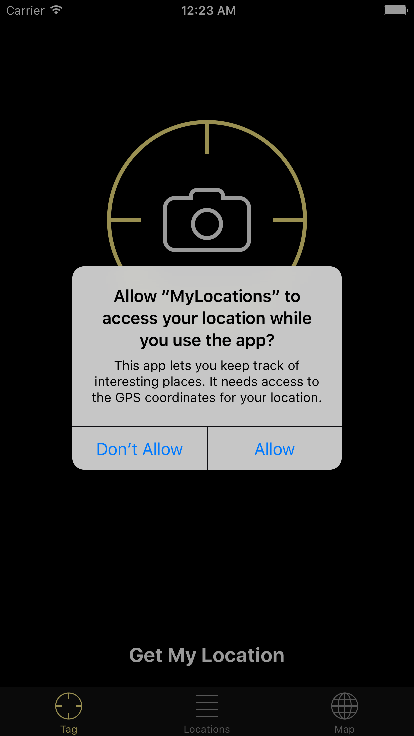 Carrier 12:23 AM
Allow “MyLocations” to
access your location while
you use the app?
This app lets you keep track of
interesting places. It needs access to
the GPS coordinates for your location.
Don’t Allow Allow
Get My Location
Tag Locations Map